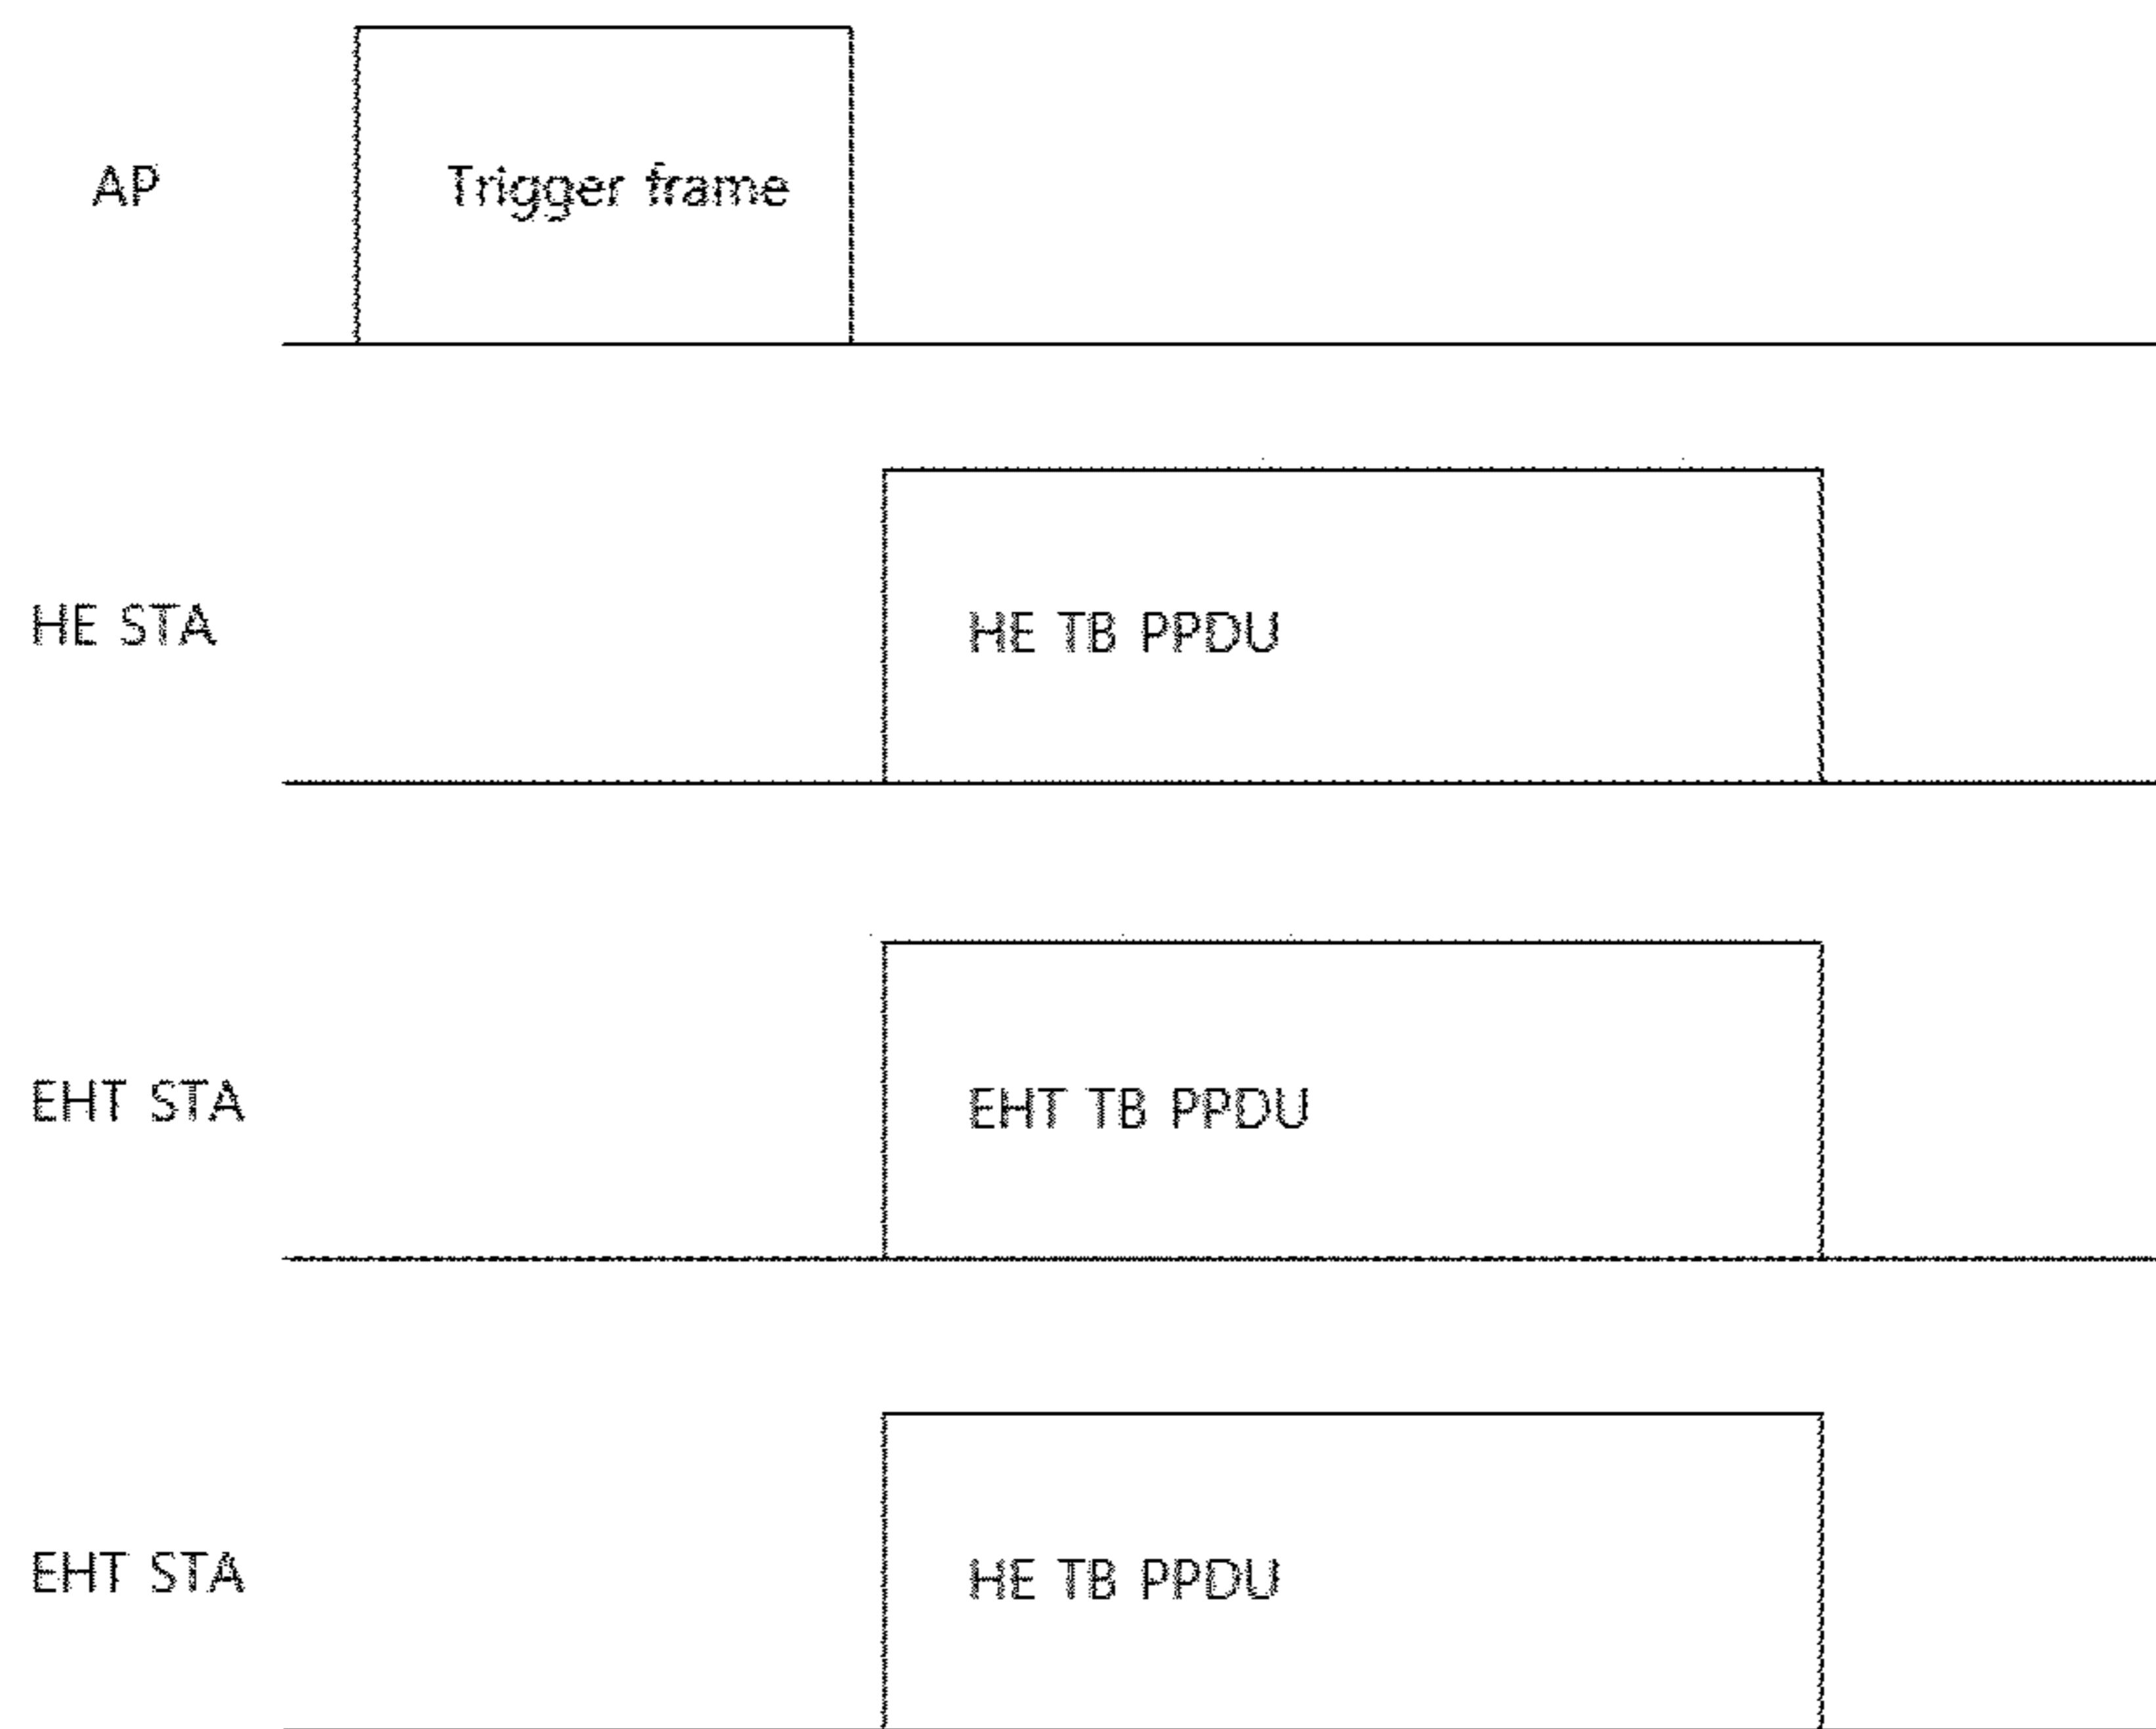 AP
Trigger frame
HE STA
HE TB PPDU
EHT STA
EHT TB PPDU
EHT STA
HE TB PPDU